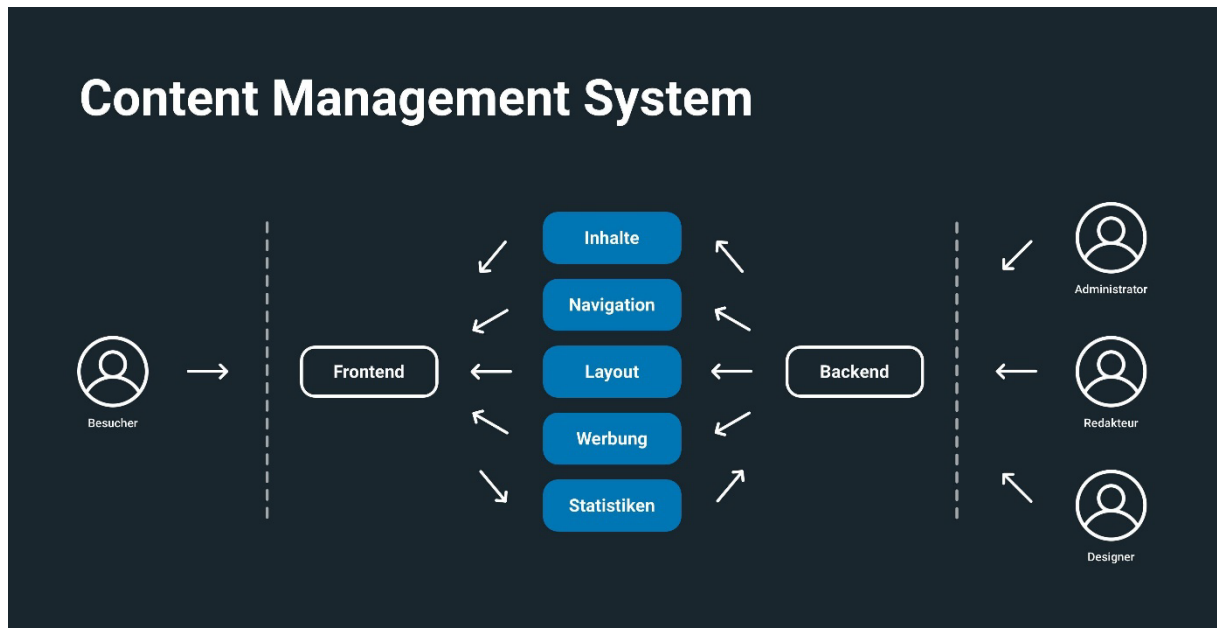 Content Management System
Inhalte
Navigation
Layout
Werbung
Statistiken
Frontend
Backend
Besucher
Administrator
Redakteur
Designer